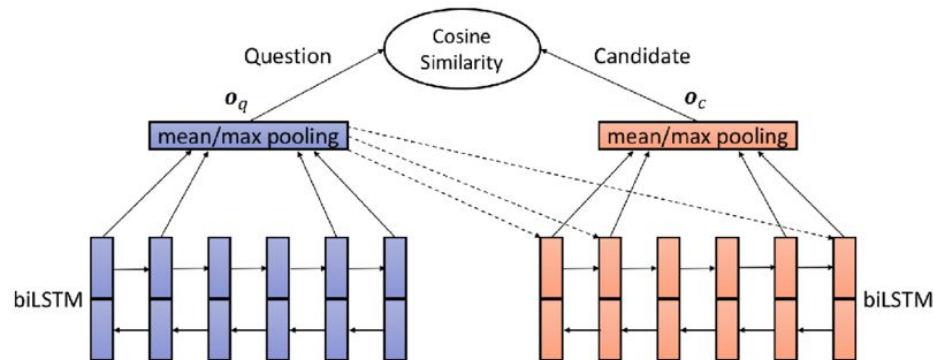 Cosine
Similarity
Question
Candidate
o_q
o_c
mean/max pooling
mean/max pooling
biLSTM
biLSTM